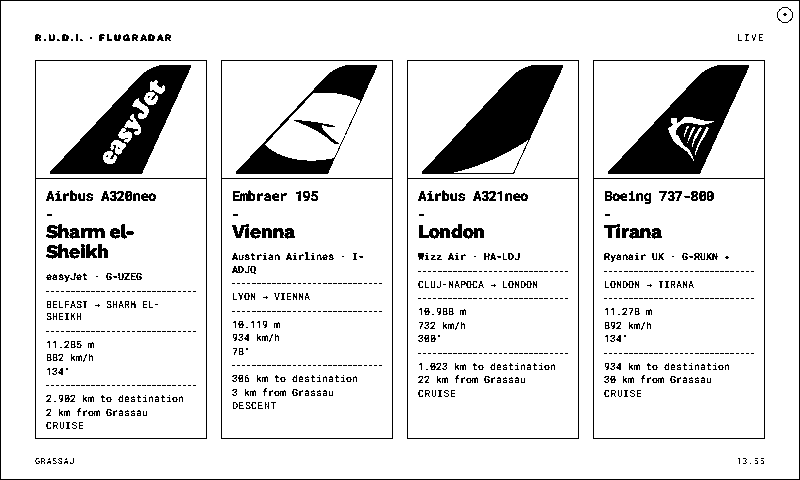 R.U.D.I. · FLUGRADAR
LIVE
easyJet
Airbus A320neo
-
Sharm el-
Sheikh
easyJet · G-UZEG
BELFAST → SHARM EL-
SHEIKH
11.285 m
882 km/h
134°
2.902 km to destination
2 km from Grassau
CRUISE
Embraer 195
-
Vienna
Austrian Airlines · I-
ADJQ
LYON → VIENNA
10.119 m
934 km/h
78°
306 km to destination
3 km from Grassau
DESCENT
Airbus A321neo
-
London
Wizz Air · HA-LDJ
CLUJ-NAPOCA → LONDON
10.988 m
732 km/h
300°
1.023 km to destination
22 km from Grassau
CRUISE
Boeing 737-800
-
Tirana
Ryanair UK · G-RUKN ✦
LONDON → TIRANA
11.278 m
892 km/h
134°
934 km to destination
30 km from Grassau
CRUISE
GRASSAU
13.55